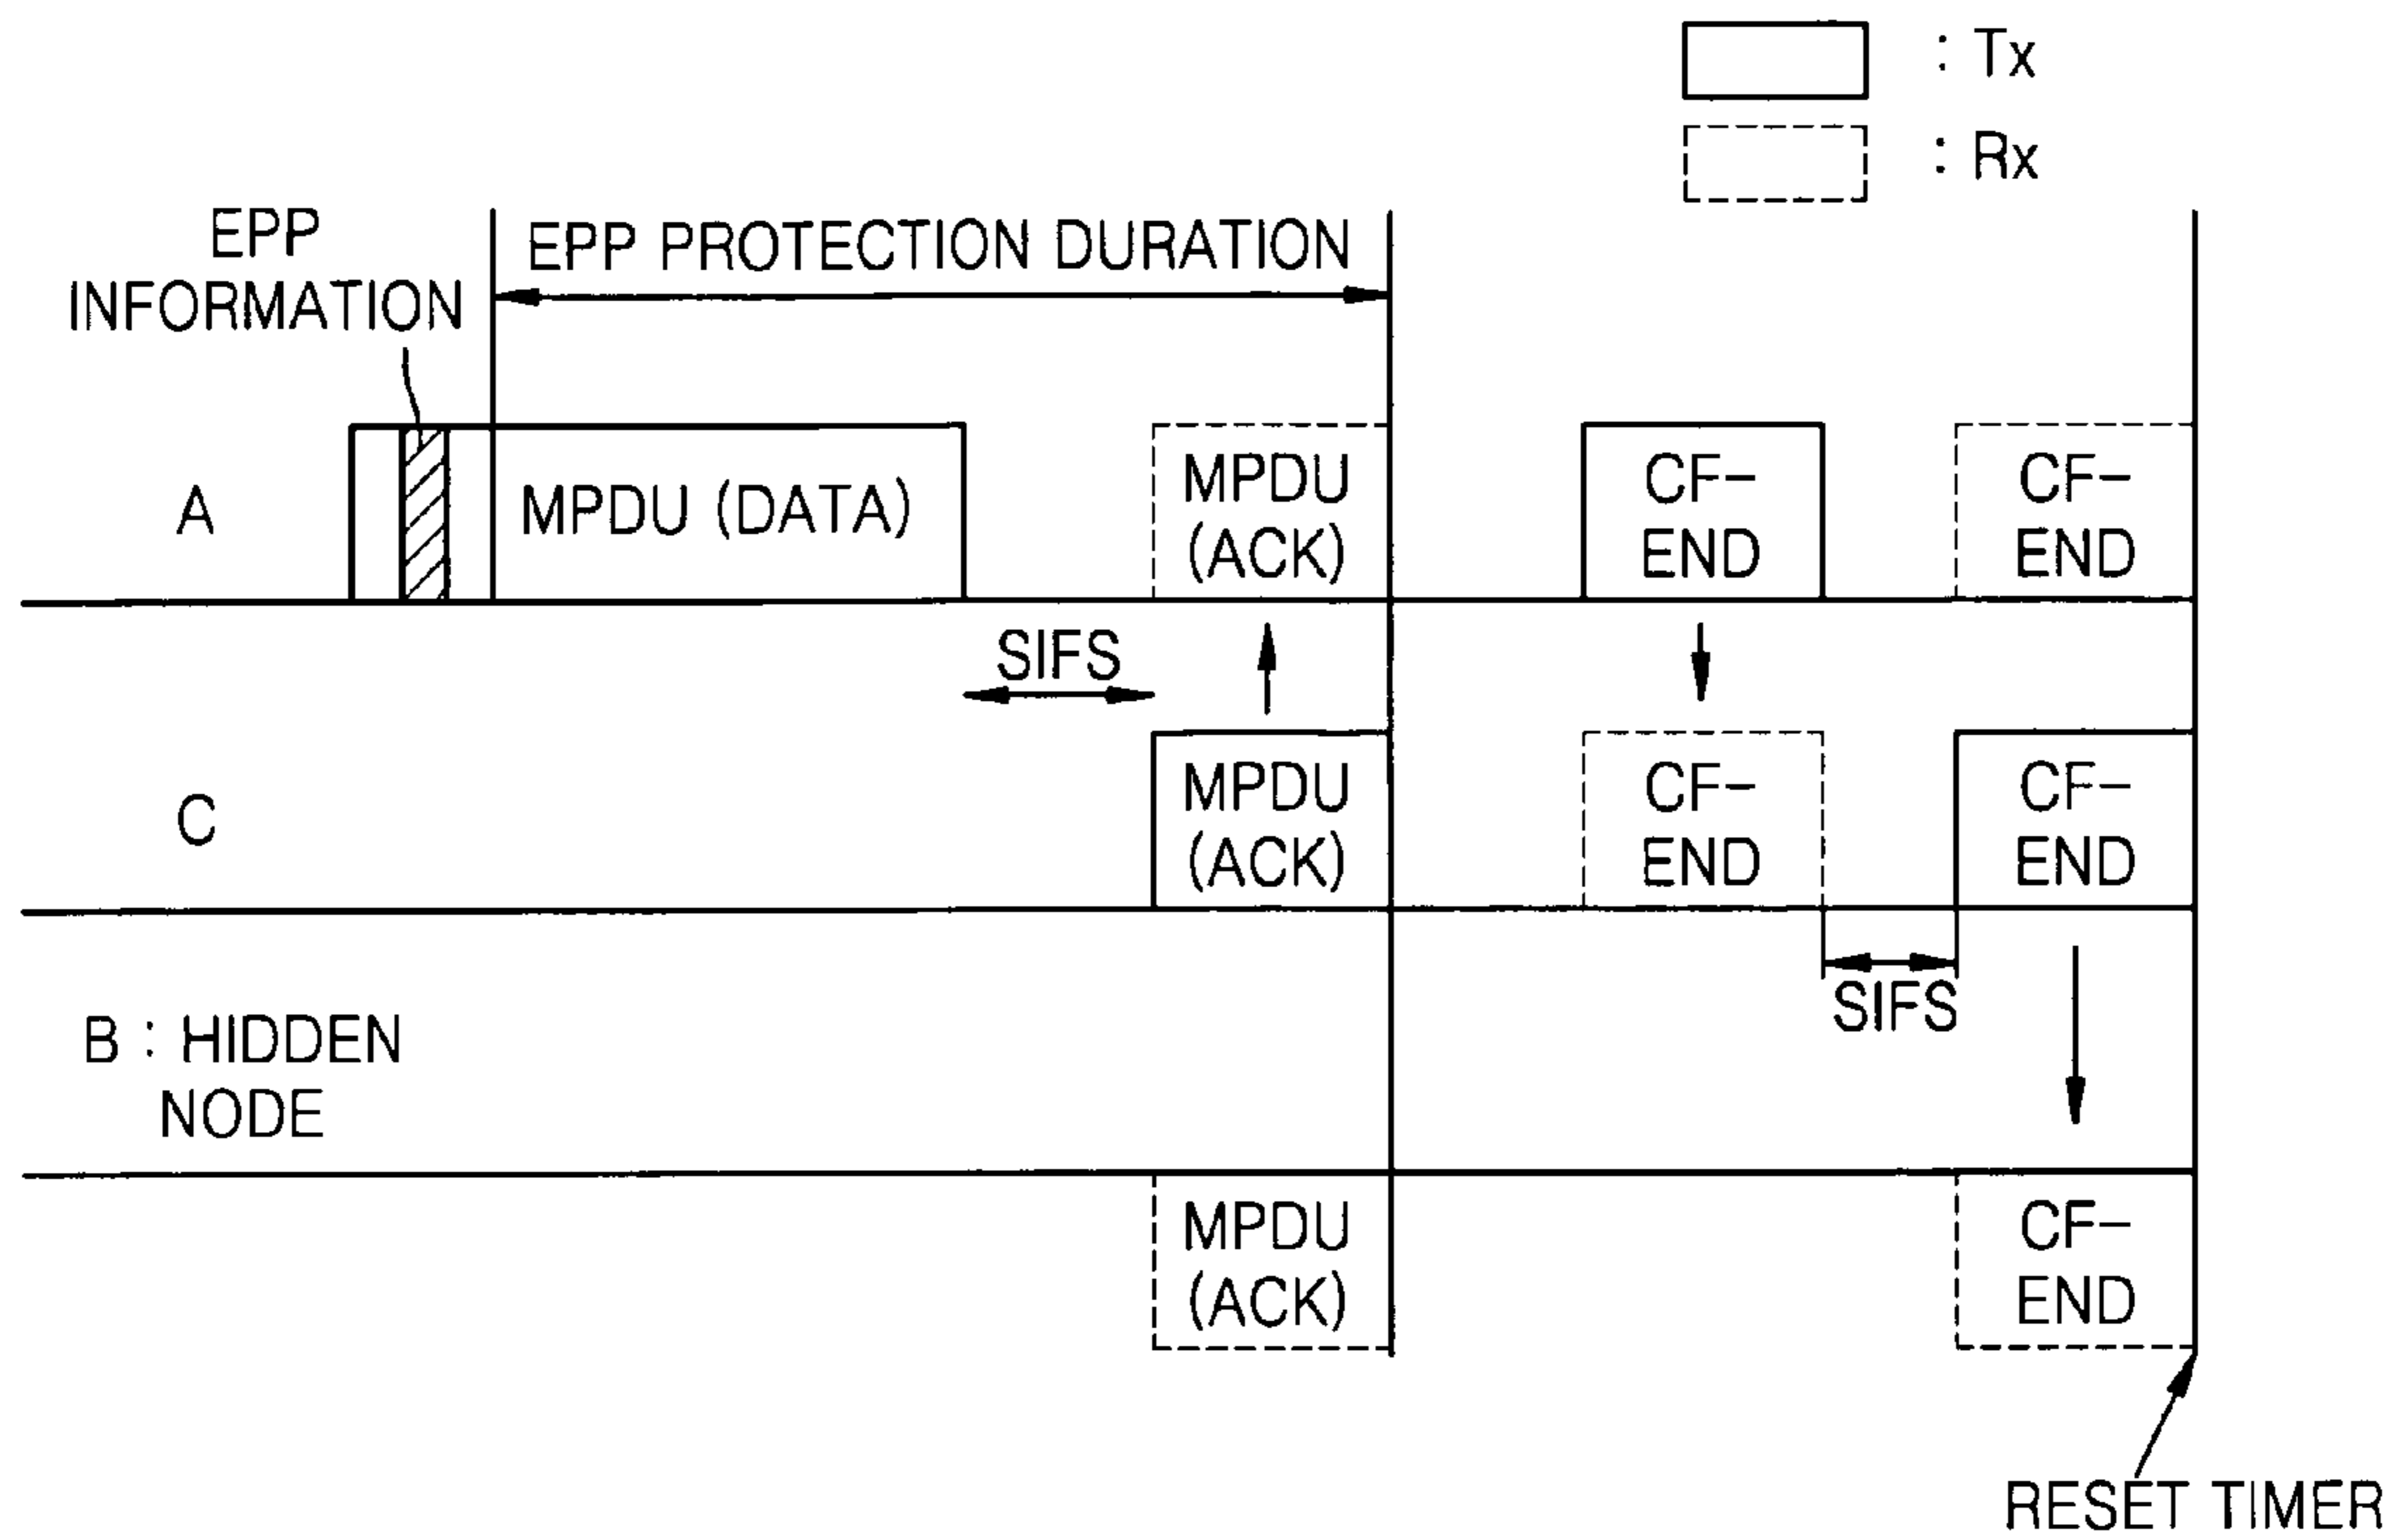 : Tx
: Rx
EPP
INFORMATION
EPP PROTECTION DURATION
A
MPDU (DATA)
MPDU
(ACK)
CF-
END
CF-
END
SIFS
C
MPDU
(ACK)
CF-
END
CF-
END
SIFS
B : HIDDEN
NODE
MPDU
(ACK)
CF-
END
RESET TIMER